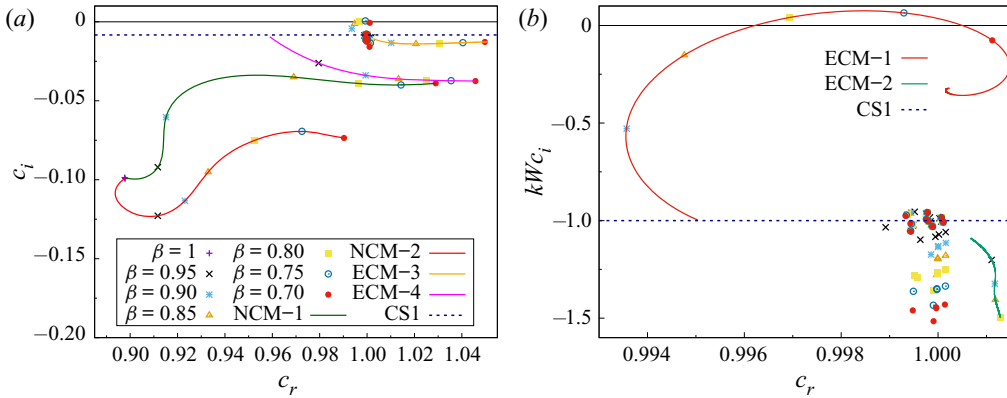 (a)
0
−0.05
−0.10
−0.15
−0.20
c_i
0.90 0.92 0.94 0.96 0.98 1.00 1.02 1.04
c_r
β = 1
β = 0.95
β = 0.90
β = 0.85
β = 0.80
β = 0.75
β = 0.70
NCM−1
NCM−2
ECM−3
ECM−4
CS1
(b)
0
−0.5
−1.0
−1.5
kWc_i
0.994 0.996 0.998 1.000
c_r
ECM−1
ECM−2
CS1